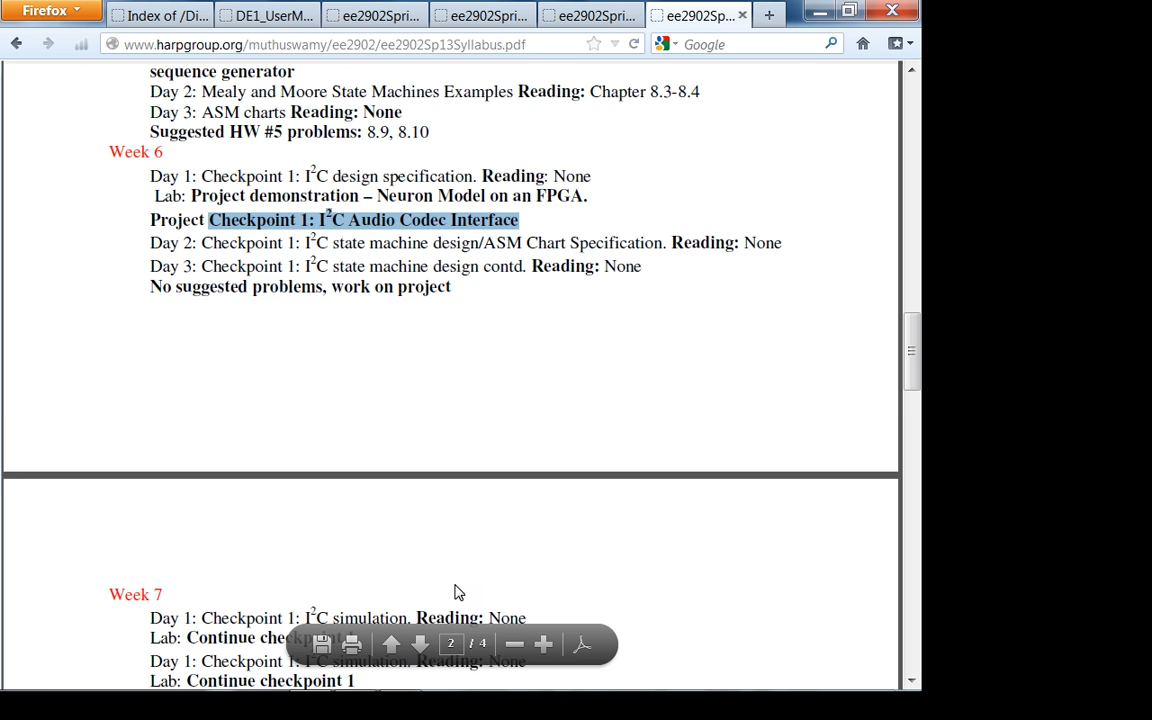 Firefox
Index of /Di...
DE1_UserM...
ee2902Spri...
ee2902Spri...
ee2902Spri...
ee2902Sp...
www.harpgroup.org/muthuswamy/ee2902/ee2902Sp13Syllabus.pdf
Google
sequence generator
Day 2: Mealy and Moore State Machines Examples Reading: Chapter 8.3-8.4
Day 3: ASM charts Reading: None
Suggested HW #5 problems: 8.9, 8.10
Week 6
Day 1: Checkpoint 1: I²C design specification. Reading: None
Lab: Project demonstration – Neuron Model on an FPGA.
Project Checkpoint 1: I²C Audio Codec Interface
Day 2: Checkpoint 1: I²C state machine design/ASM Chart Specification. Reading: None
Day 3: Checkpoint 1: I²C state machine design contd. Reading: None
No suggested problems, work on project
Week 7
Day 1: Checkpoint 1: I²C simulation. Reading: None
Lab: Continue checkpoint 1
2 / 4
Day 1: Checkpoint 1: I²C simulation. Reading: None
Lab: Continue checkpoint 1